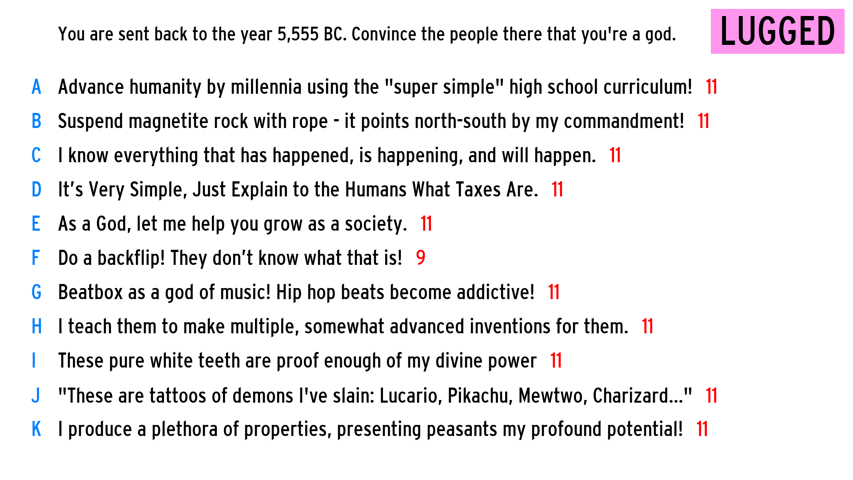 You are sent back to the year 5,555 BC. Convince the people there that you're a god.
LUGGED
A Advance humanity by millennia using the "super simple" high school curriculum! 11
B Suspend magnetite rock with rope - it points north-south by my commandment! 11
C I know everything that has happened, is happening, and will happen. 11
D It’s Very Simple, Just Explain to the Humans What Taxes Are. 11
E As a God, let me help you grow as a society. 11
F Do a backflip! They don’t know what that is! 9
G Beatbox as a god of music! Hip hop beats become addictive! 11
H I teach them to make multiple, somewhat advanced inventions for them. 11
I These pure white teeth are proof enough of my divine power 11
J "These are tattoos of demons I've slain: Lucario, Pikachu, Mewtwo, Charizard..." 11
K I produce a plethora of properties, presenting peasants my profound potential! 11